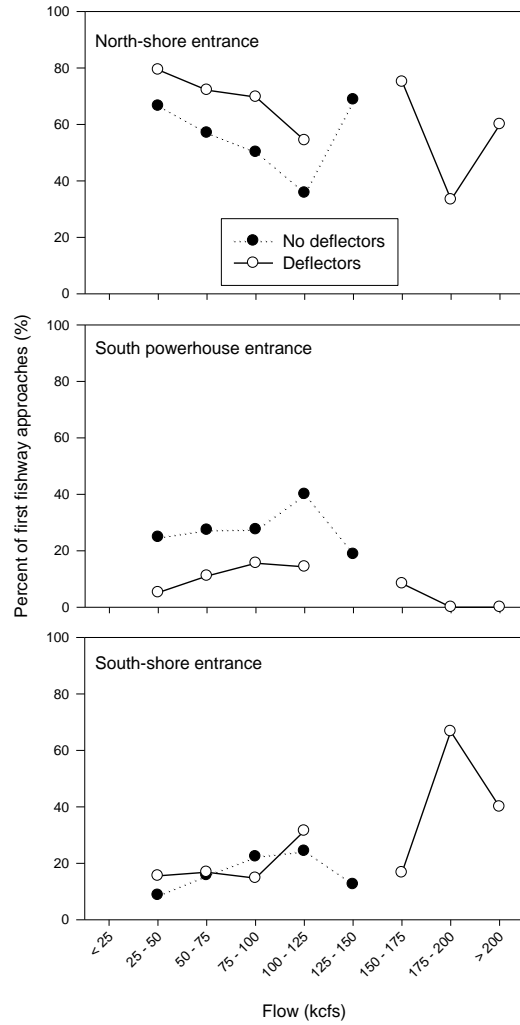 100
80
60
40
20
0
North-shore entrance
No deflectors
Deflectors
100
80
60
40
20
0
South powerhouse entrance
Percent of first fishway approaches (%)
100
80
60
40
20
0
South-shore entrance
< 25
25 - 50
50 - 75
75 - 100
100 - 125
125 - 150
150 - 175
175 - 200
> 200
Flow (kcfs)